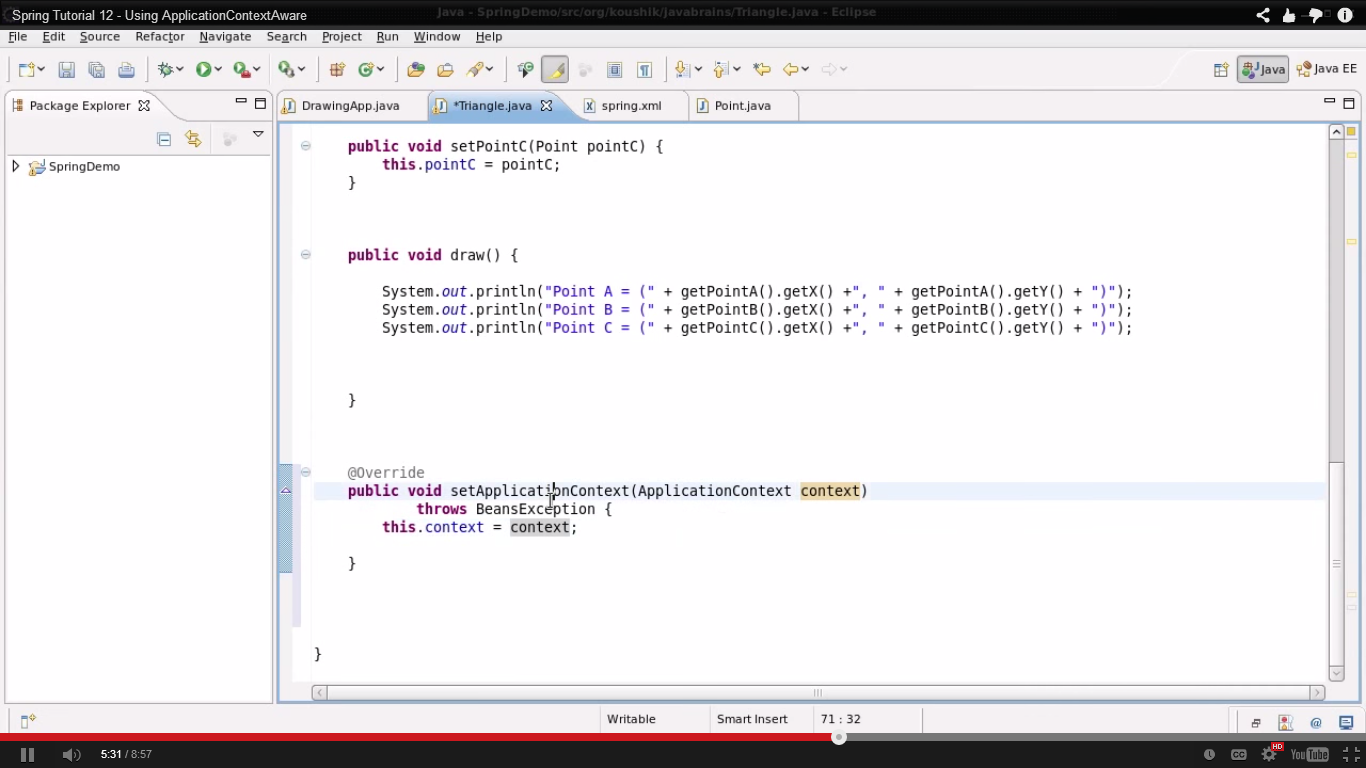 Java - SpringDemo/src/org/koushik/javabrains/Triangle.java - Eclipse
Spring Tutorial 12 - Using ApplicationContextAware
File Edit Source Refactor Navigate Search Project Run Window Help
Java Java EE
Package Explorer DrawingApp.java *Triangle.java spring.xml Point.java
SpringDemo
public void setPointC(Point pointC) {
this.pointC = pointC;
}
public void draw() {
System.out.println("Point A = (" + getPointA().getX() +", " + getPointA().getY() + ")");
System.out.println("Point B = (" + getPointB().getX() +", " + getPointB().getY() + ")");
System.out.println("Point C = (" + getPointC().getX() +", " + getPointC().getY() + ")");
}
@Override
public void setApplicationContext(ApplicationContext context)
throws BeansException {
this.context = context;
}
}
Writable Smart Insert 71 : 32
5:31 / 8:57 CC HD YouTube